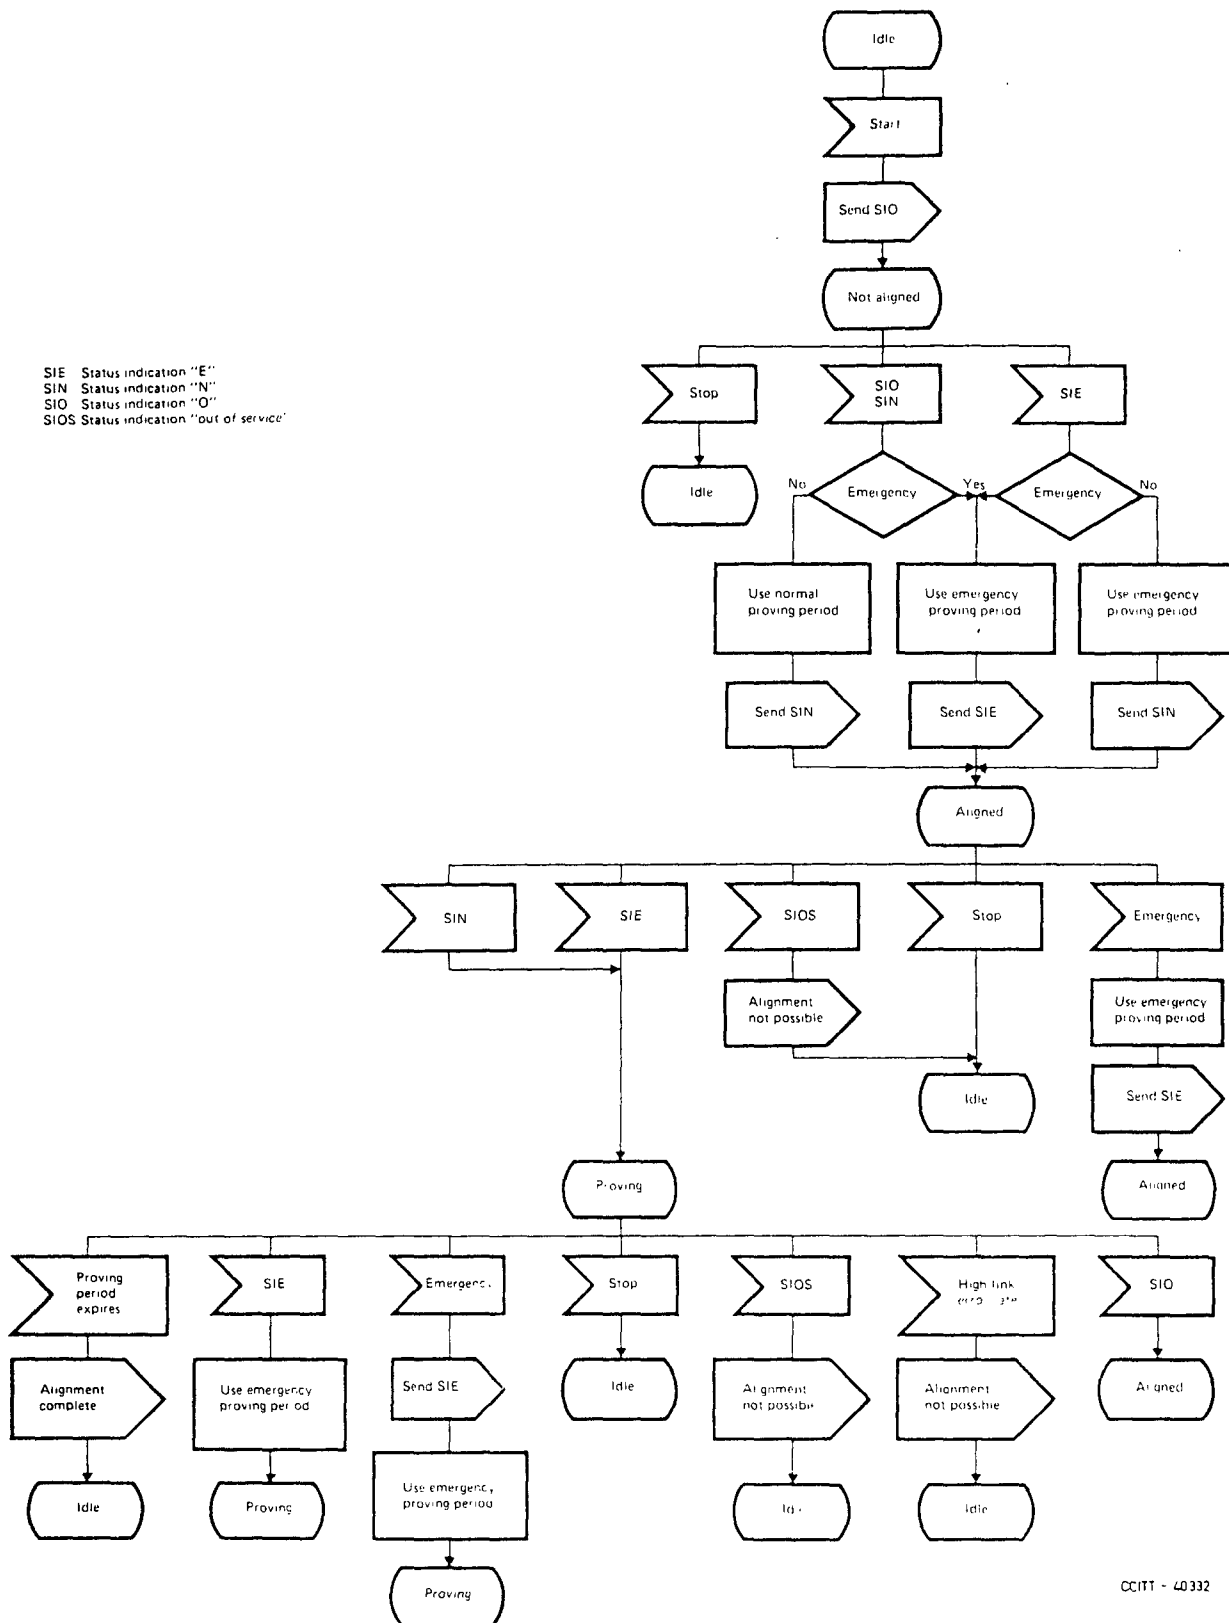 Idle
Start
Send SIO
Not aligned
SIE Status indication "E"
SIN Status indication "N"
SIO Status indication "O"
SIOS Status indication "out of service"
Stop
SIO
SIN
SIE
Idle
No
Emergency
Yes
Emergency
No
Use normal
proving period
Use emergency
proving period
Use emergency
proving period
Send SIN
Send SIE
Send SIN
Aligned
SIN
SIE
SIOS
Stop
Emergency
Alignment
not possible
Use emergency
proving period
Idle
Send SIE
Proving
Aligned
Proving
period
expires
SIE
Emergency
Stop
SIOS
High link
error rate
SIO
Alignment
complete
Use emergency
proving period
Send SIE
Idle
Alignment
not possible
Alignment
not possible
Aligned
Idle
Proving
Use emergency
proving period
Idle
Idle
Proving
CCITT - 40332